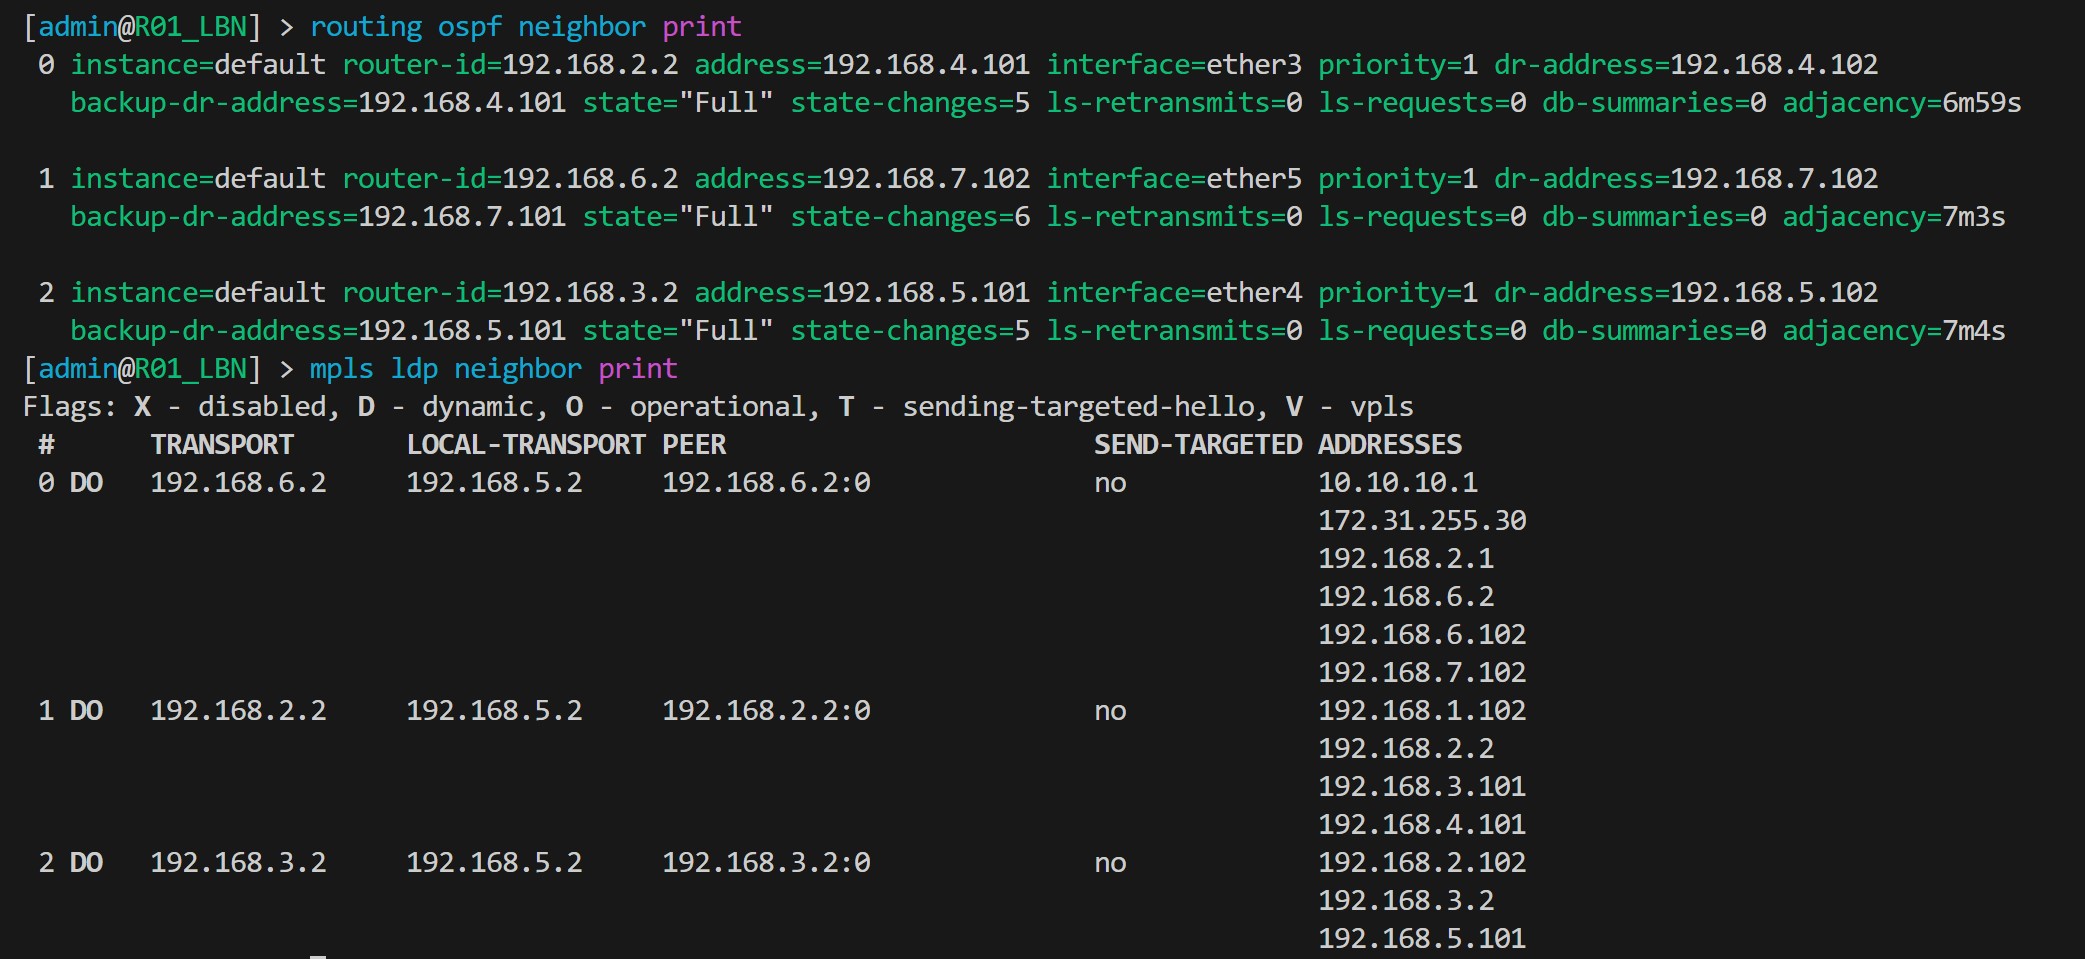 [admin@R01_LBN] > routing ospf neighbor print
0 instance=default router-id=192.168.2.2 address=192.168.4.101 interface=ether3 priority=1 dr-address=192.168.4.102
backup-dr-address=192.168.4.101 state="Full" state-changes=5 ls-retransmits=0 ls-requests=0 db-summaries=0 adjacency=6m59s
1 instance=default router-id=192.168.6.2 address=192.168.7.102 interface=ether5 priority=1 dr-address=192.168.7.102
backup-dr-address=192.168.7.101 state="Full" state-changes=6 ls-retransmits=0 ls-requests=0 db-summaries=0 adjacency=7m3s
2 instance=default router-id=192.168.3.2 address=192.168.5.101 interface=ether4 priority=1 dr-address=192.168.5.102
backup-dr-address=192.168.5.101 state="Full" state-changes=5 ls-retransmits=0 ls-requests=0 db-summaries=0 adjacency=7m4s
[admin@R01_LBN] > mpls ldp neighbor print
Flags: X - disabled, D - dynamic, O - operational, T - sending-targeted-hello, V - vpls
# TRANSPORT LOCAL-TRANSPORT PEER SEND-TARGETED ADDRESSES
0 DO 192.168.6.2 192.168.5.2 192.168.6.2:0 no 10.10.10.1
172.31.255.30
192.168.2.1
192.168.6.2
192.168.6.102
192.168.7.102
1 DO 192.168.2.2 192.168.5.2 192.168.2.2:0 no 192.168.1.102
192.168.2.2
192.168.3.101
192.168.4.101
2 DO 192.168.3.2 192.168.5.2 192.168.3.2:0 no 192.168.2.102
192.168.3.2
192.168.5.101